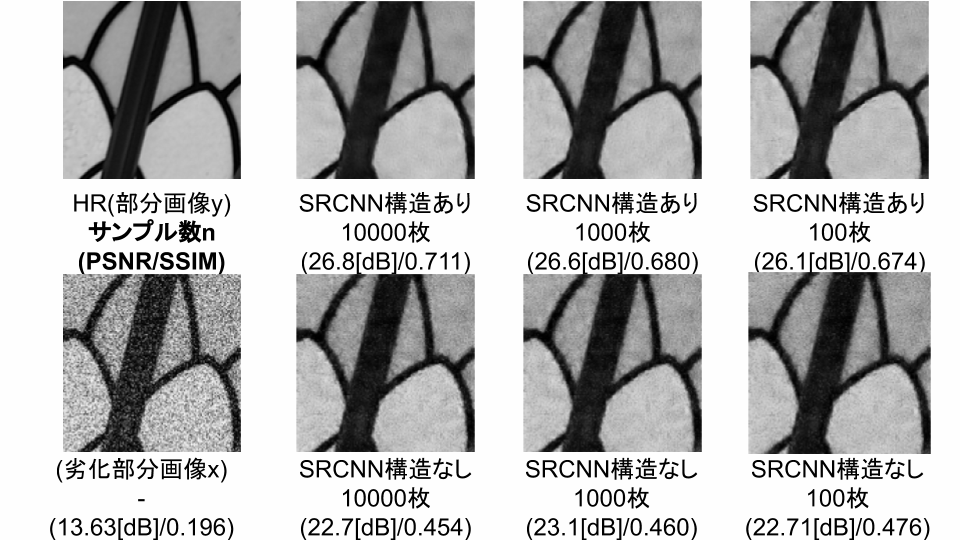 HR(部分画像y)
サンプル数n
(PSNR/SSIM)
SRCNN構造あり
10000枚
(26.8[dB]/0.711)
SRCNN構造あり
1000枚
(26.6[dB]/0.680)
SRCNN構造あり
100枚
(26.1[dB]/0.674)
(劣化部分画像x)
-
(13.63[dB]/0.196)
SRCNN構造なし
10000枚
(22.7[dB]/0.454)
SRCNN構造なし
1000枚
(23.1[dB]/0.460)
SRCNN構造なし
100枚
(22.71[dB]/0.476)